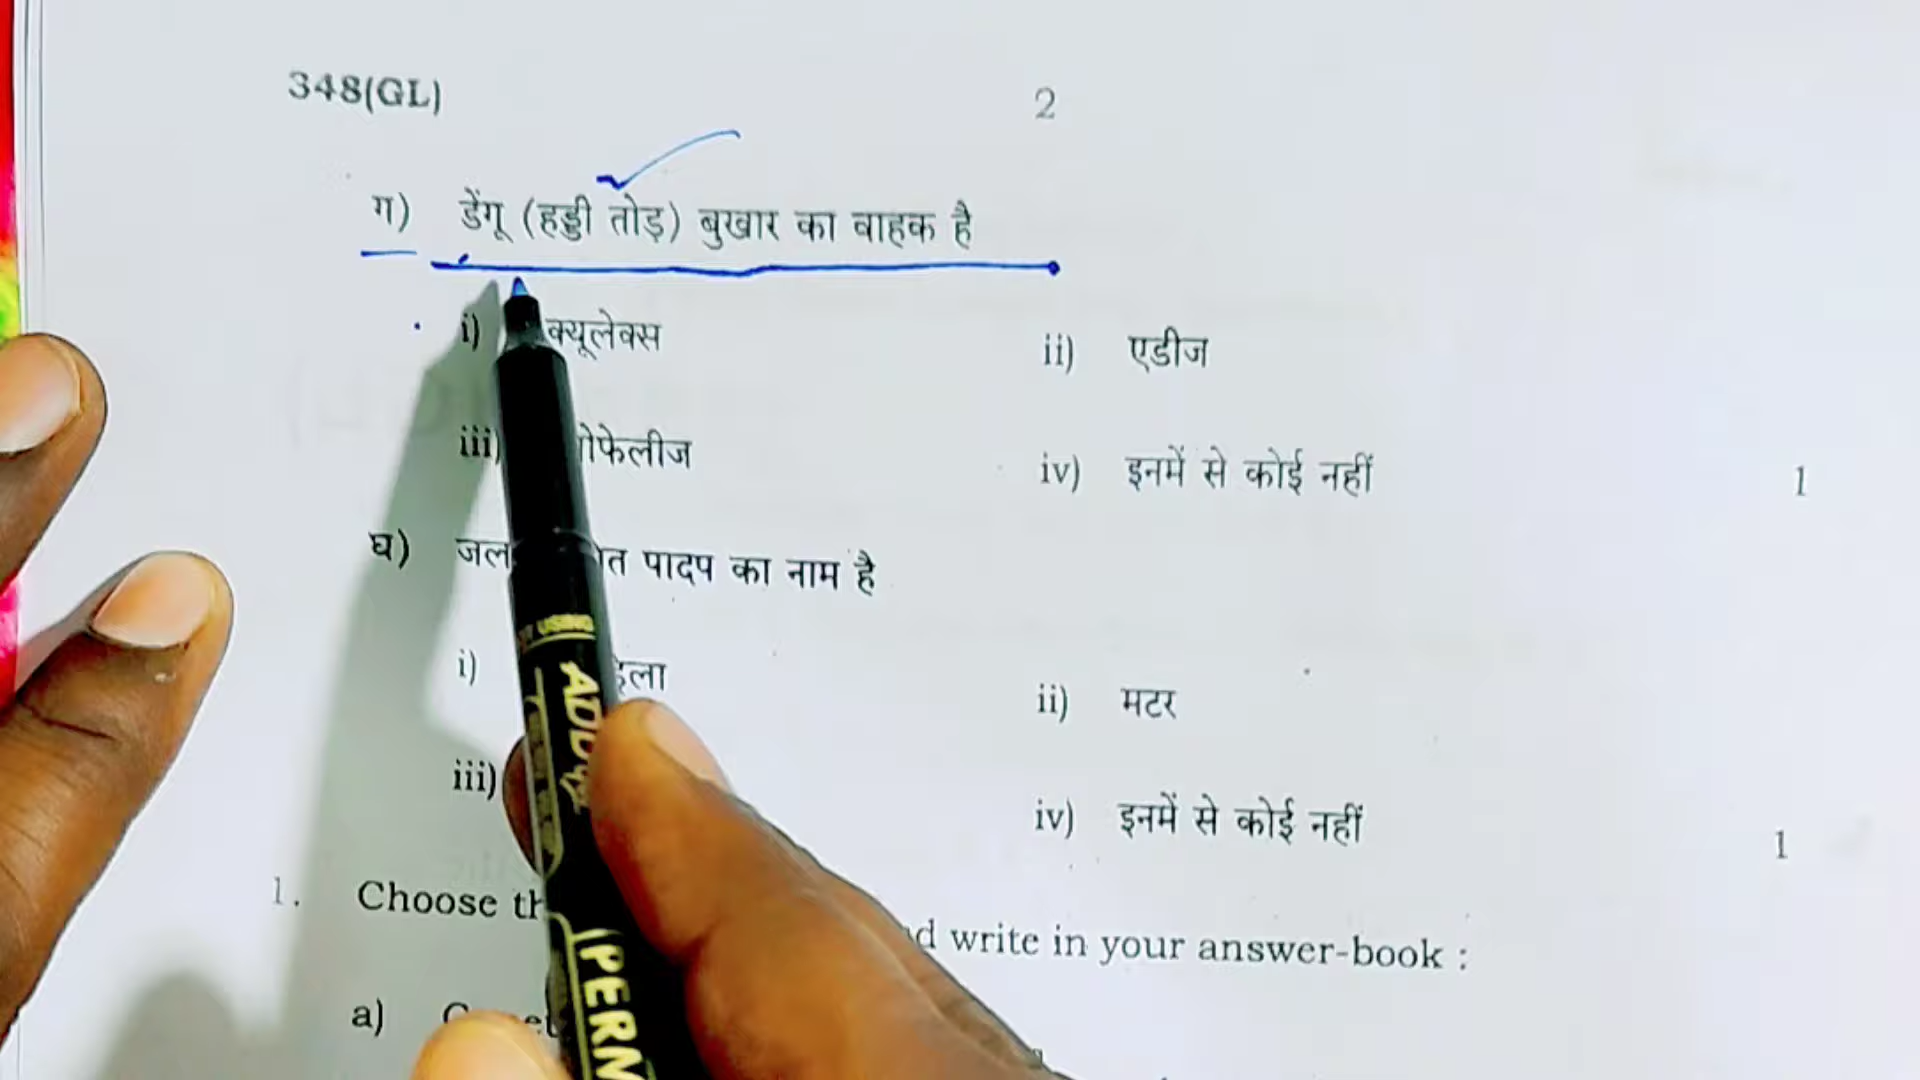 348(GL)
2
ग) डेंगू (हड्डी तोड़) बुखार का वाहक है
i) क्यूलेक्स
ii) एडीज
iii)
iv) इनमें से कोई नहीं
1
घ) पादप का नाम है
i)
ii) मटर
iii)
iv) इनमें से कोई नहीं
1
1. Choose write in your answer-book :
a)
ADD
PERM